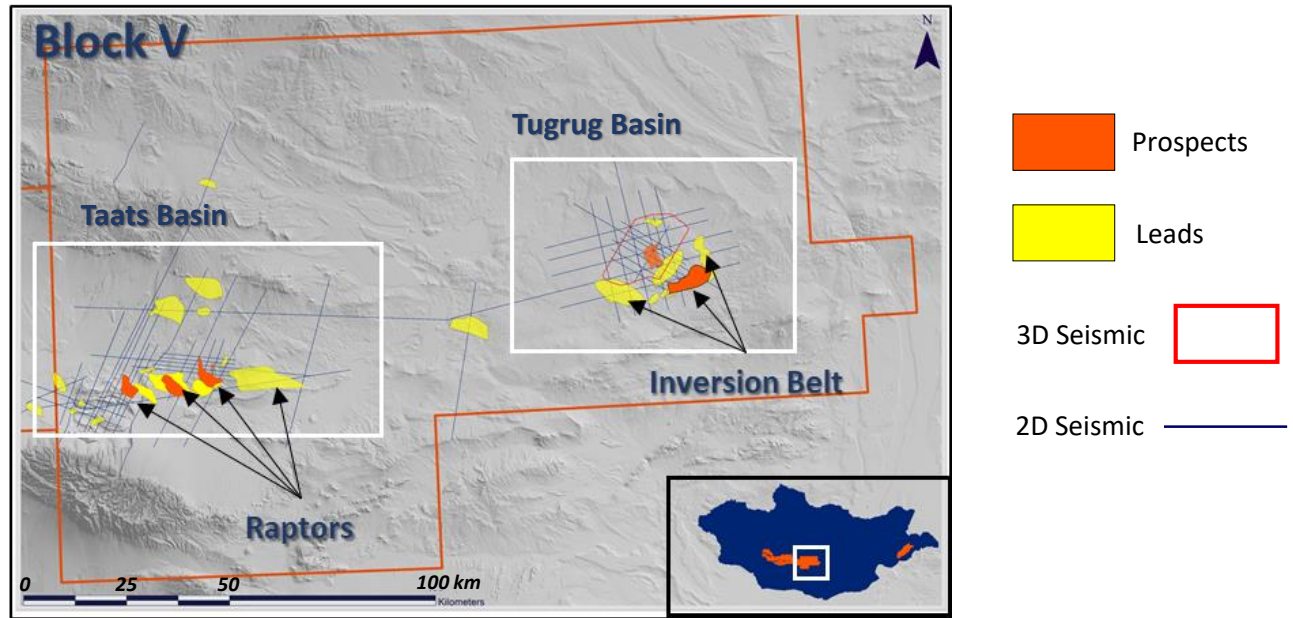 Block V
N
Tugrug Basin
Taats Basin
Inversion Belt
Raptors
0 25 50 100 km
Kilometers
Prospects
Leads
3D Seismic
2D Seismic